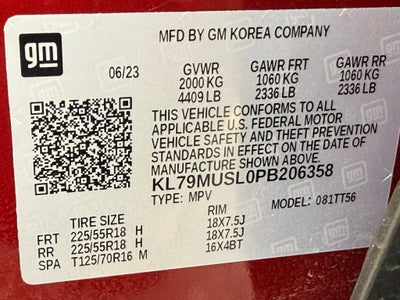 gm
MFD BY GM KOREA COMPANY
06/23 GVWR GAWR FRT GAWR RR
2000 KG 1060 KG 1060 KG
4409 LB 2336 LB 2336 LB
THIS VEHICLE CONFORMS TO ALL
APPLICABLE U.S. FEDERAL MOTOR
VEHICLE SAFETY AND THEFT PREVENTION
STANDARDS IN EFFECT ON THE DATE OF
MANUFACTURE SHOWN ABOVE.
KL79MUSL0PB206358
TYPE: MPV MODEL: 081TT56
TIRE SIZE RIM
FRT 225/55R18 H 18X7.5J
RR 225/55R18 H 18X7.5J
SPA T125/70R16 M 16X4BT